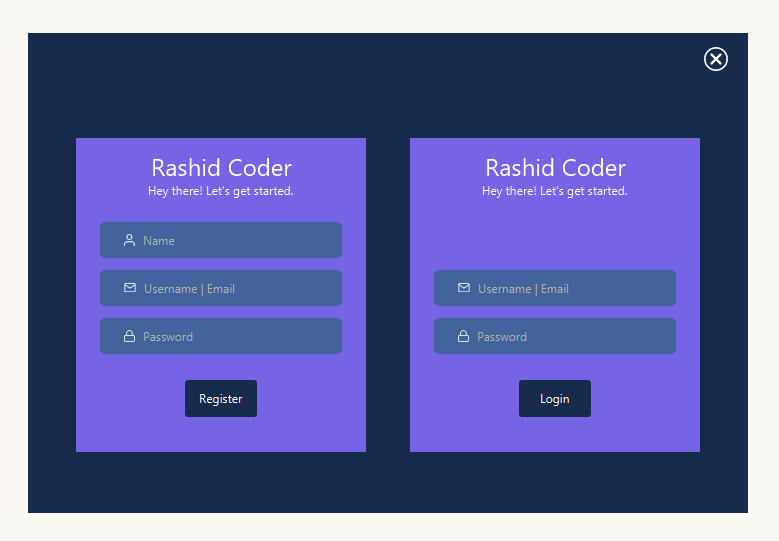 Rashid Coder
Hey there! Let's get started.
Name
Username | Email
Password
Register
Rashid Coder
Hey there! Let's get started.
Username | Email
Password
Login